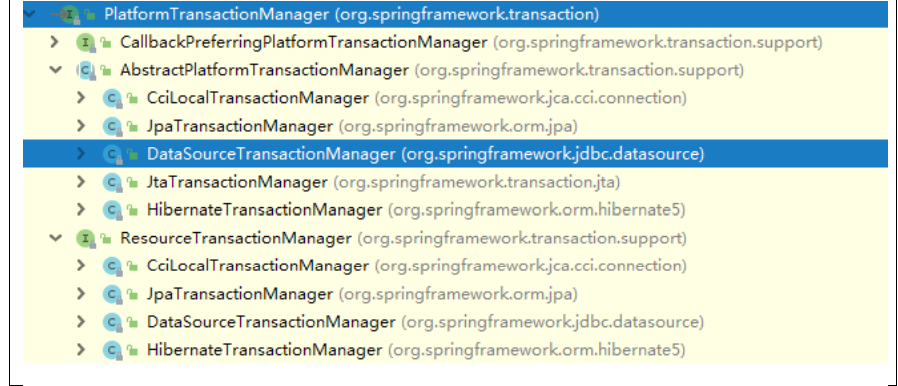 PlatformTransactionManager (org.springframework.transaction)
CallbackPreferringPlatformTransactionManager (org.springframework.transaction.support)
AbstractPlatformTransactionManager (org.springframework.transaction.support)
CciLocalTransactionManager (org.springframework.jca.cci.connection)
JpaTransactionManager (org.springframework.orm.jpa)
DataSourceTransactionManager (org.springframework.jdbc.datasource)
JtaTransactionManager (org.springframework.transaction.jta)
HibernateTransactionManager (org.springframework.orm.hibernate5)
ResourceTransactionManager (org.springframework.transaction.support)
CciLocalTransactionManager (org.springframework.jca.cci.connection)
JpaTransactionManager (org.springframework.orm.jpa)
DataSourceTransactionManager (org.springframework.jdbc.datasource)
HibernateTransactionManager (org.springframework.orm.hibernate5)